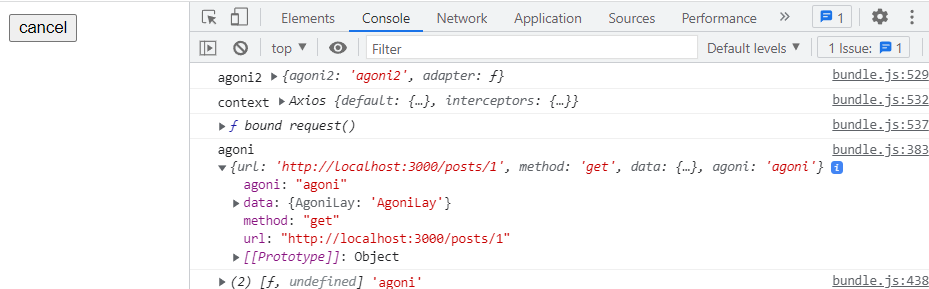 cancel
Elements Console Network Application Sources Performance » 1
top Filter Default levels 1 Issue: 1
agoni2 {agoni2: 'agoni2', adapter: ƒ} bundle.js:529
context Axios {default: {…}, interceptors: {…}} bundle.js:532
ƒ bound request() bundle.js:537
agoni bundle.js:383
{url: 'http://localhost:3000/posts/1', method: 'get', data: {…}, agoni: 'agoni'} i
agoni: "agoni"
data: {AgoniLay: 'AgoniLay'}
method: "get"
url: "http://localhost:3000/posts/1"
[[Prototype]]: Object
(2) [ƒ, undefined] 'agoni' bundle.js:438